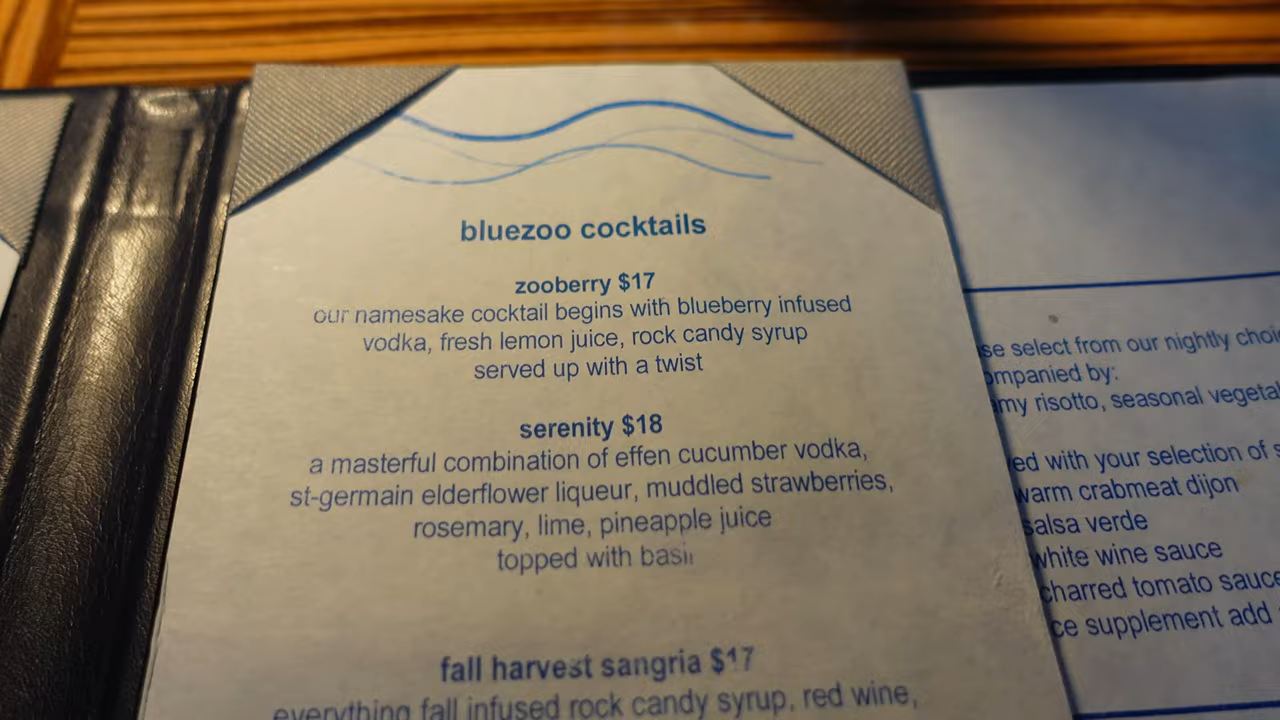 bluezoo cocktails
zooberry $17
our namesake cocktail begins with blueberry infused
vodka, fresh lemon juice, rock candy syrup
served up with a twist
serenity $18
a masterful combination of effen cucumber vodka,
st-germain elderflower liqueur, muddled strawberries,
rosemary, lime, pineapple juice
topped with basil
fall harvest sangria $17
everything fall infused rock candy syrup, red wine,
se select from our nightly choi
ompanied by:
my risotto, seasonal vegetal
ed with your selection of s
warm crabmeat dijon
salsa verde
white wine sauce
charred tomato sauce
ce supplement add